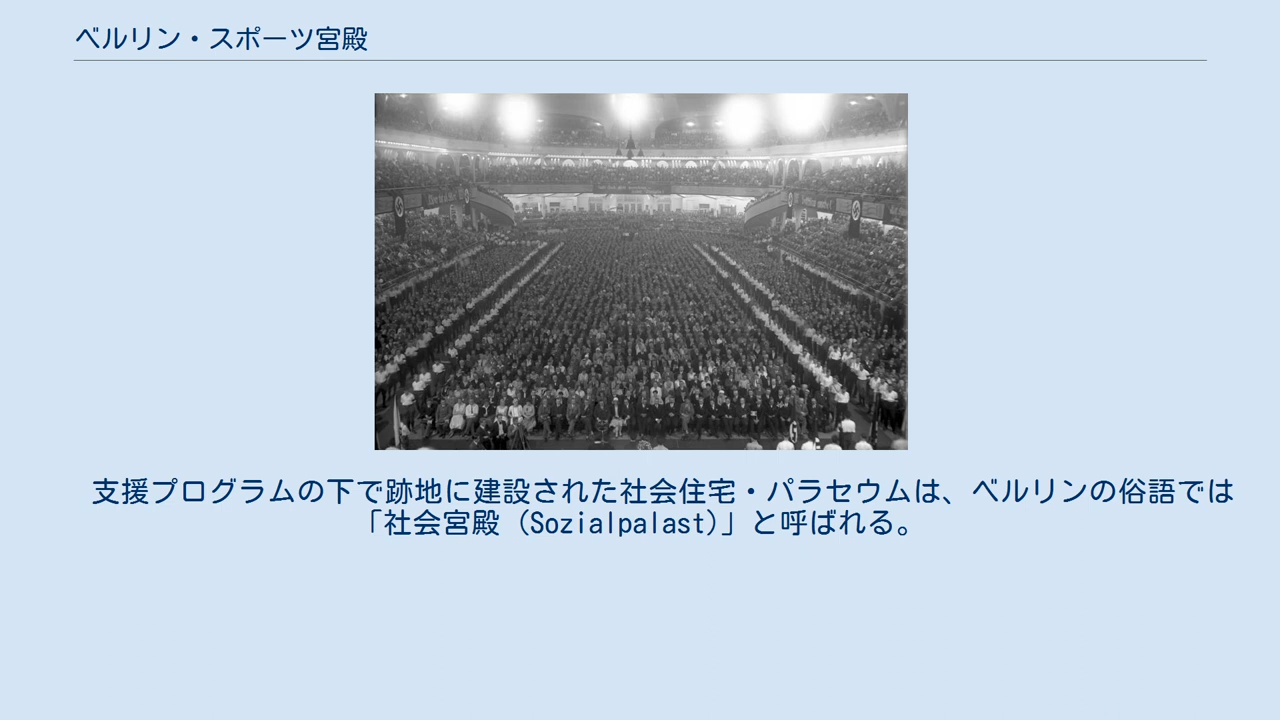 ベルリン・スポーツ宮殿
支援プログラムの下で跡地に建設された社会住宅・パラセウムは、ベルリンの俗語では
「社会宮殿（Sozialpalast）」と呼ばれる。